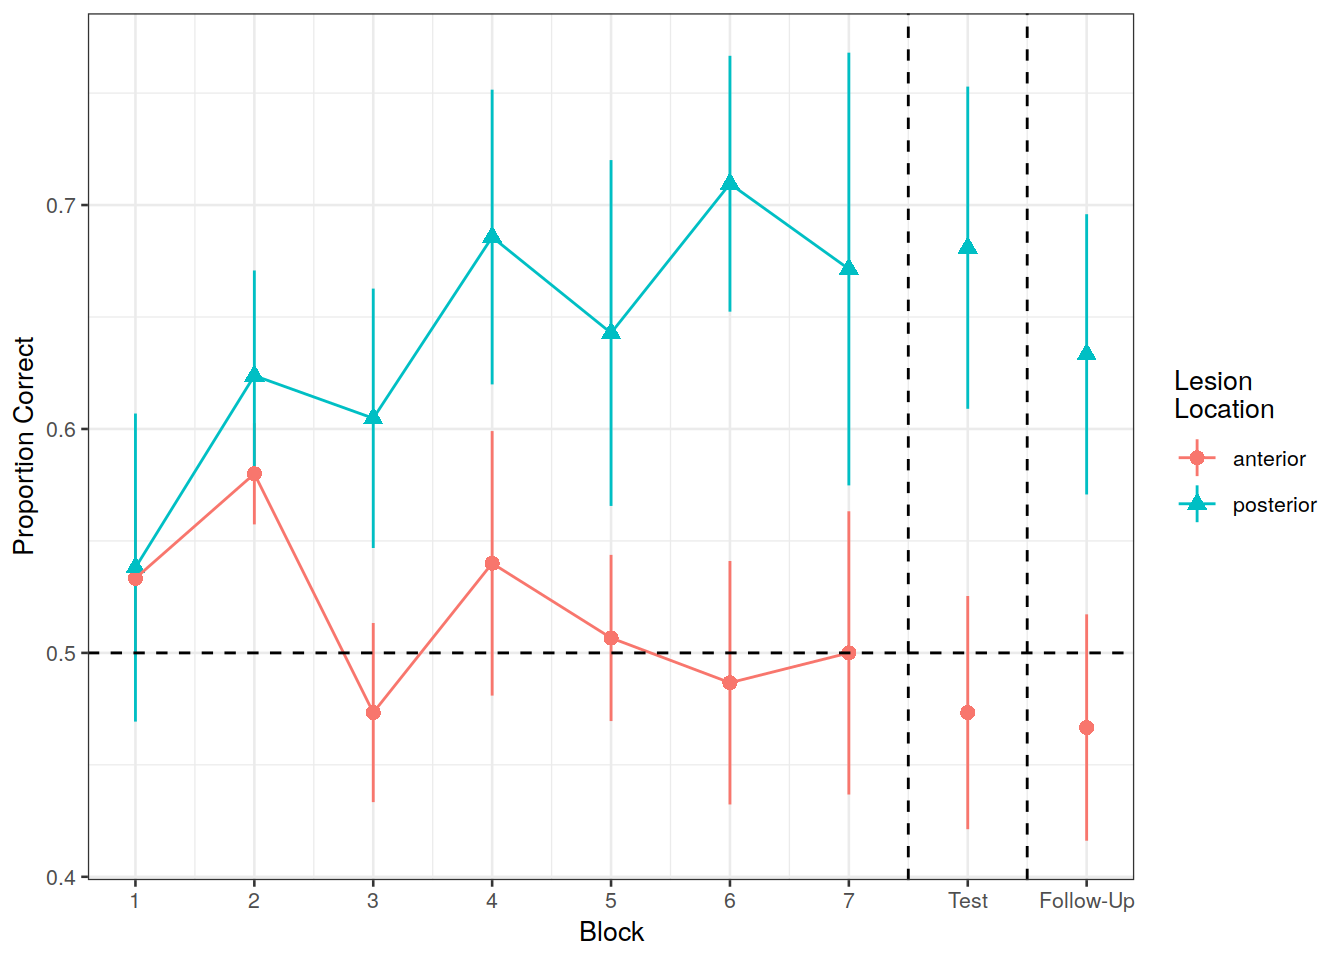 0.7
0.6
0.5
0.4
Proportion Correct
1 2 3 4 5 6 7 Test Follow-Up
Block
Lesion
Location
anterior
posterior